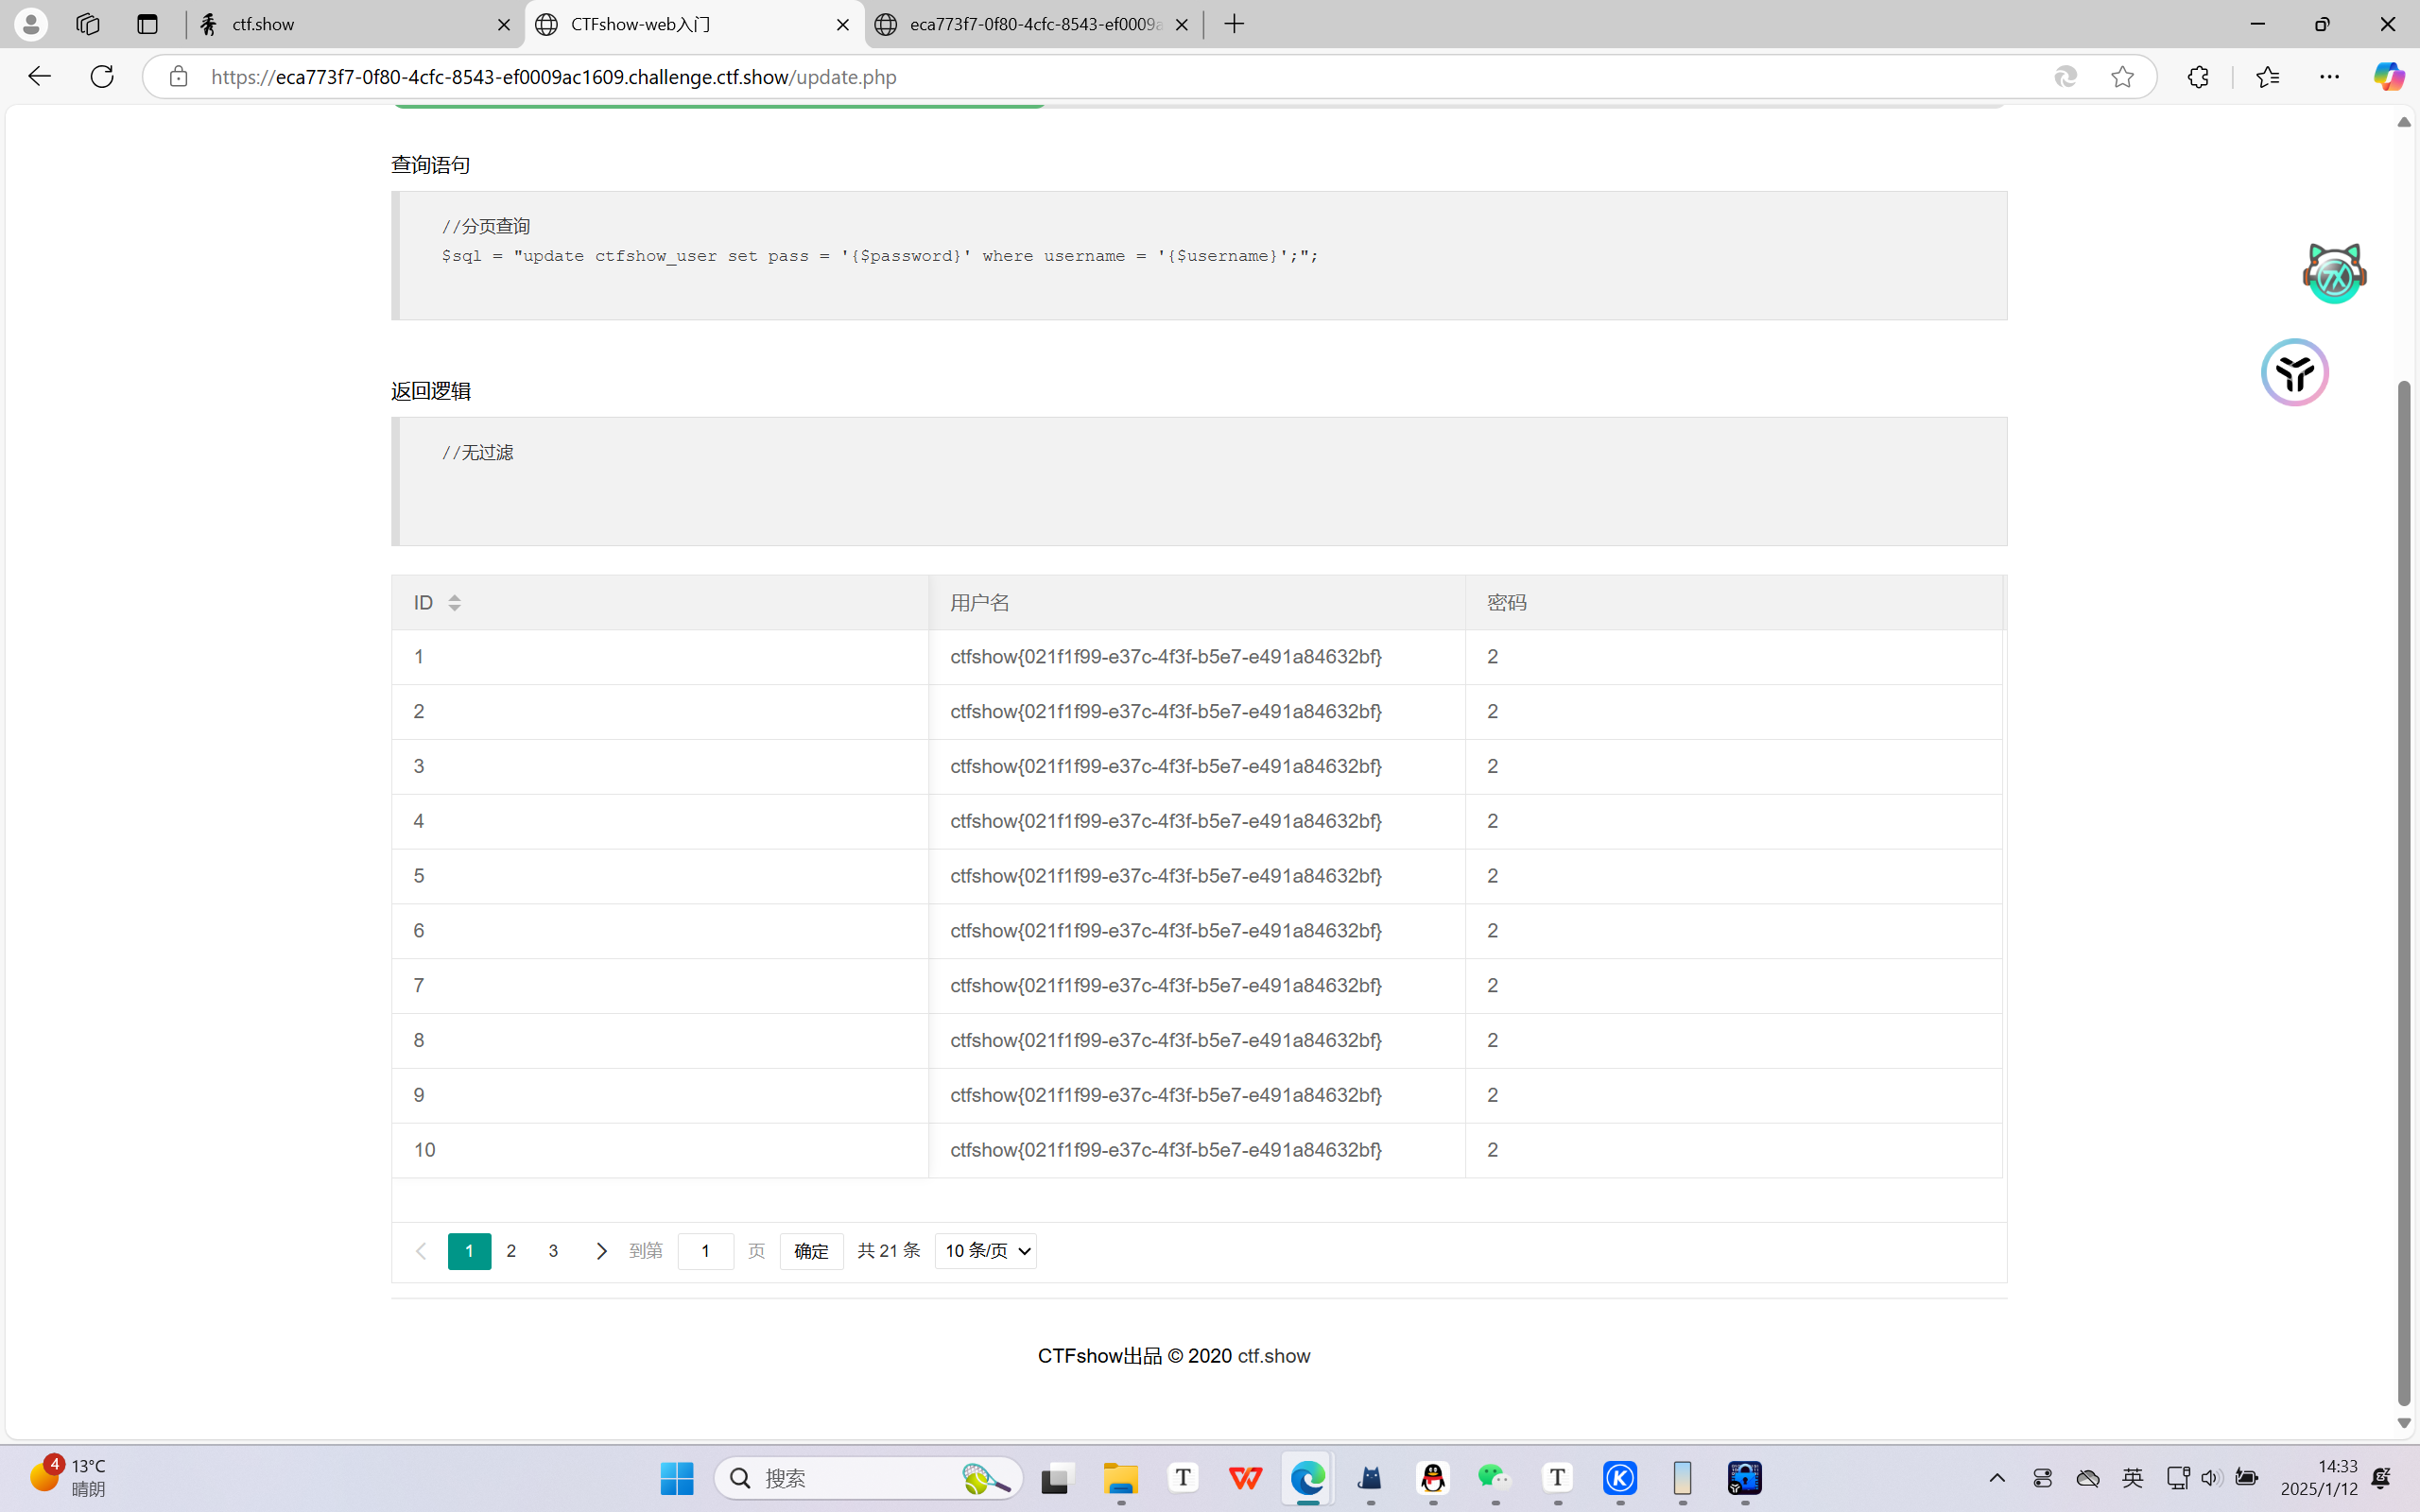 ctf.show
CTFshow-web入门
eca773f7-0f80-4cfc-8543-ef0009a
https://eca773f7-0f80-4cfc-8543-ef0009ac1609.challenge.ctf.show/update.php
查询语句
//分页查询
$sql = "update ctfshow_user set pass = '{$password}' where username = '{$username}';";
返回逻辑
//无过滤
ID 用户名 密码
1 ctfshow{021f1f99-e37c-4f3f-b5e7-e491a84632bf} 2
2 ctfshow{021f1f99-e37c-4f3f-b5e7-e491a84632bf} 2
3 ctfshow{021f1f99-e37c-4f3f-b5e7-e491a84632bf} 2
4 ctfshow{021f1f99-e37c-4f3f-b5e7-e491a84632bf} 2
5 ctfshow{021f1f99-e37c-4f3f-b5e7-e491a84632bf} 2
6 ctfshow{021f1f99-e37c-4f3f-b5e7-e491a84632bf} 2
7 ctfshow{021f1f99-e37c-4f3f-b5e7-e491a84632bf} 2
8 ctfshow{021f1f99-e37c-4f3f-b5e7-e491a84632bf} 2
9 ctfshow{021f1f99-e37c-4f3f-b5e7-e491a84632bf} 2
10 ctfshow{021f1f99-e37c-4f3f-b5e7-e491a84632bf} 2
1 2 3 到第 1 页 确定 共 21 条 10 条/页
CTFshow出品 © 2020 ctf.show
4 13°C
晴朗
搜索
英
14:33
2025/1/12